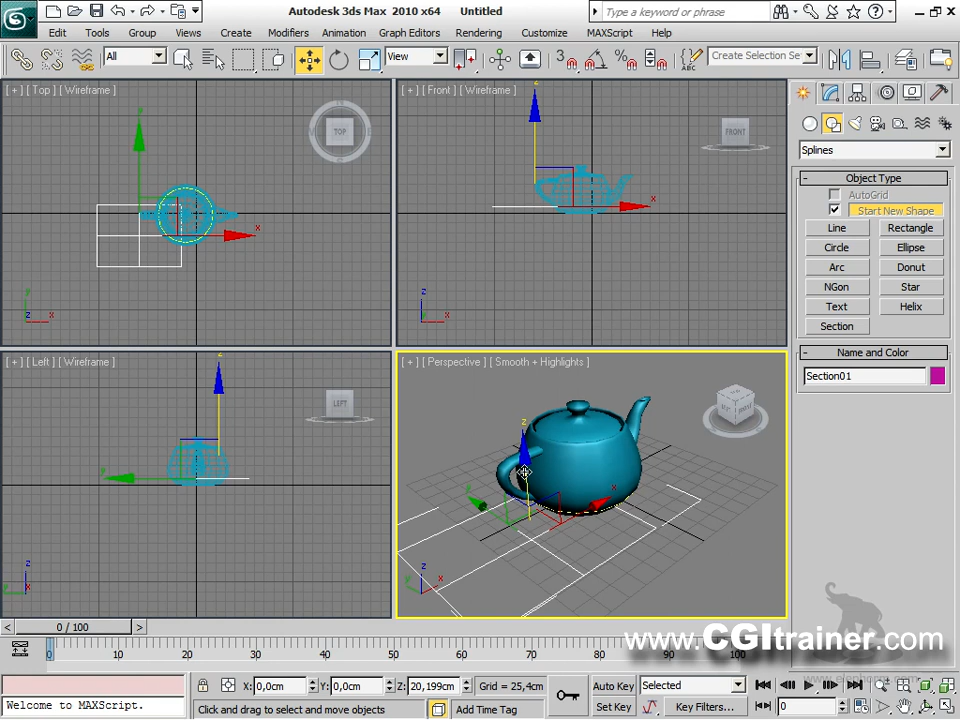 Autodesk 3ds Max 2010 x64 Untitled
Type a keyword or phrase
Edit Tools Group Views Create Modifiers Animation Graph Editors Rendering Customize MAXScript Help
All View 3 Create Selection Se
[ + ] [ Top ] [ Wireframe ]
TOP
[ + ] [ Front ] [ Wireframe ]
FRONT
[ + ] [ Left ] [ Wireframe ]
LEFT
[ + ] [ Perspective ] [ Smooth + Highlights ]
Splines
Object Type
AutoGrid
Start New Shape
Line Rectangle
Circle Ellipse
Arc Donut
NGon Star
Text Helix
Section
Name and Color
Section01
0 / 100
0 10 20 30 40 50 60 70 80 90 100
www.CGItrainer.com
X: 0,0cm Y: 0,0cm Z: 20,199cm Grid = 25,4cm Auto Key Selected
Welcome to MAXScript. Click and drag to select and move objects Add Time Tag Set Key Key Filters... 0